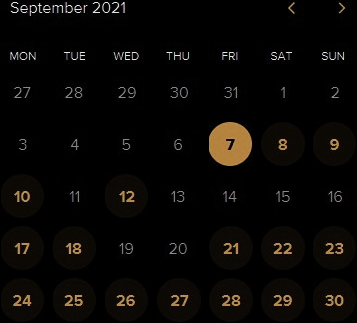 September 2021
MON TUE WED THU FRI SAT SUN
27 28 29 30 31 1 2
3 4 5 6 7 8 9
10 11 12 13 14 15 16
17 18 19 20 21 22 23
24 25 26 27 28 29 30